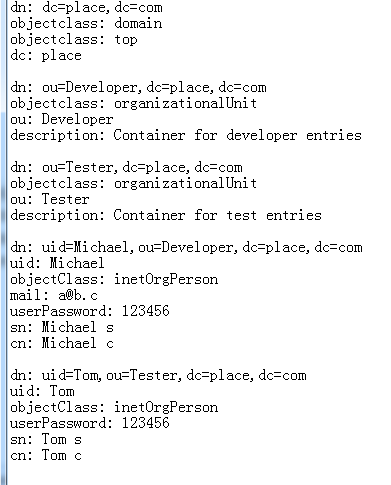 dn: dc=place,dc=com
objectclass: domain
objectclass: top
dc: place

dn: ou=Developer,dc=place,dc=com
objectclass: organizationalUnit
ou: Developer
description: Container for developer entries

dn: ou=Tester,dc=place,dc=com
objectclass: organizationalUnit
ou: Tester
description: Container for test entries

dn: uid=Michael,ou=Developer,dc=place,dc=com
uid: Michael
objectClass: inetOrgPerson
mail: a@b.c
userPassword: 123456
sn: Michael s
cn: Michael c

dn: uid=Tom,ou=Tester,dc=place,dc=com
uid: Tom
objectClass: inetOrgPerson
userPassword: 123456
sn: Tom s
cn: Tom c